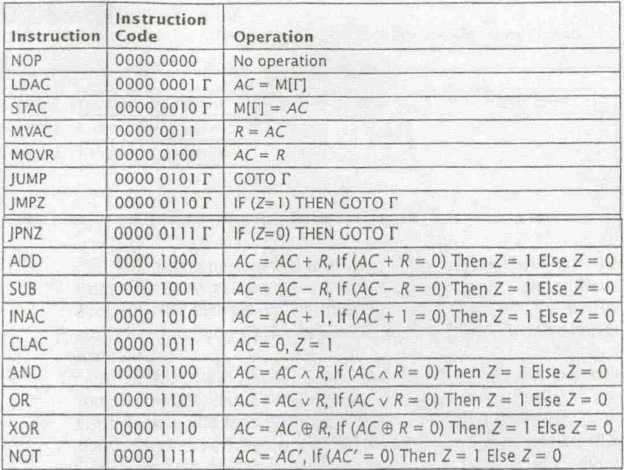 Instruction Instruction Code Operation
NOP 0000 0000 No operation
LDAC 0000 0001 Γ AC = M[Γ]
STAC 0000 0010 Γ M[Γ] = AC
MVAC 0000 0011 R = AC
MOVR 0000 0100 AC = R
JUMP 0000 0101 Γ GOTO Γ
JMPZ 0000 0110 Γ IF (Z=1) THEN GOTO Γ
JPNZ 0000 0111 Γ IF (Z=0) THEN GOTO Γ
ADD 0000 1000 AC = AC + R, If (AC + R = 0) Then Z = 1 Else Z = 0
SUB 0000 1001 AC = AC − R, If (AC − R = 0) Then Z = 1 Else Z = 0
INAC 0000 1010 AC = AC + 1, If (AC + 1 = 0) Then Z = 1 Else Z = 0
CLAC 0000 1011 AC = 0, Z = 1
AND 0000 1100 AC = AC ∧ R, If (AC ∧ R = 0) Then Z = 1 Else Z = 0
OR 0000 1101 AC = AC ∨ R, If (AC ∨ R = 0) Then Z = 1 Else Z = 0
XOR 0000 1110 AC = AC ⊕ R, If (AC ⊕ R = 0) Then Z = 1 Else Z = 0
NOT 0000 1111 AC = AC′, If (AC′ = 0) Then Z = 1 Else Z = 0